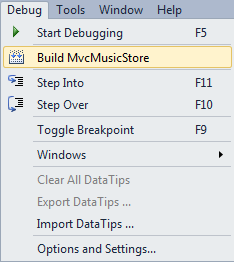 Debug Tools Window Help
Start Debugging F5
Build MvcMusicStore
Step Into F11
Step Over F10
Toggle Breakpoint F9
Windows
Clear All DataTips
Export DataTips ...
Import DataTips ...
Options and Settings...